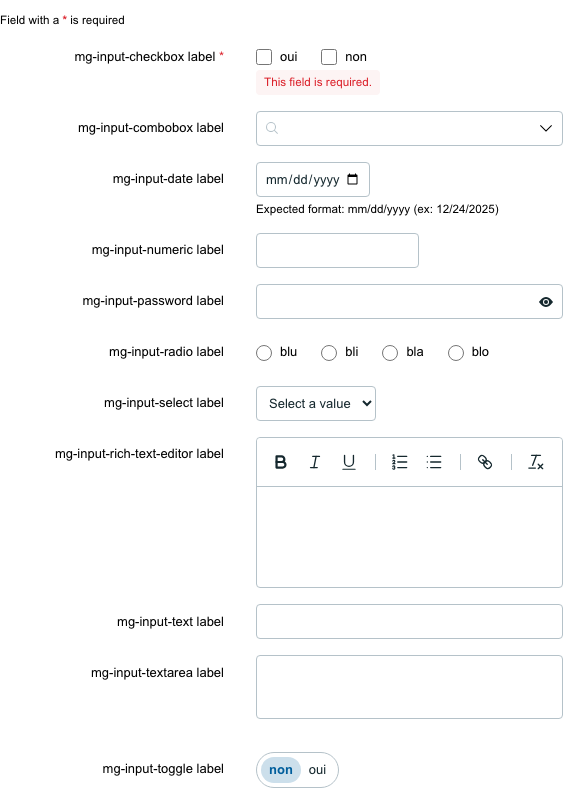 Field with a * is required
mg-input-checkbox label * oui non
This field is required.
mg-input-combobox label
mg-input-date label mm/dd/yyyy
Expected format: mm/dd/yyyy (ex: 12/24/2025)
mg-input-numeric label
mg-input-password label
mg-input-radio label blu bli bla blo
mg-input-select label Select a value
mg-input-rich-text-editor label B I U Tx
mg-input-text label
mg-input-textarea label
mg-input-toggle label non oui